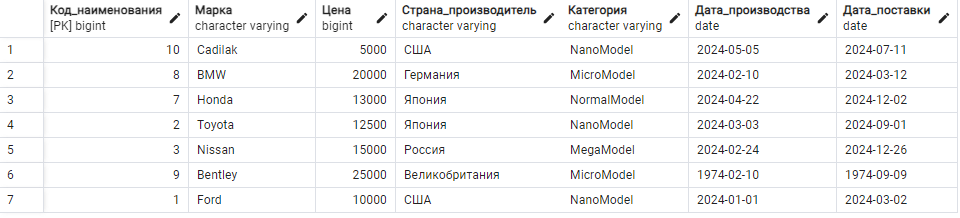 Код_наименования Марка Цена Страна_производитель Категория Дата_производства Дата_поставки
[PK] bigint character varying bigint character varying character varying date date
1 10 Cadilak 5000 США NanoModel 2024-05-05 2024-07-11
2 8 BMW 20000 Германия MicroModel 2024-02-10 2024-03-12
3 7 Honda 13000 Япония NormalModel 2024-04-22 2024-12-02
4 2 Toyota 12500 Япония NanoModel 2024-03-03 2024-09-01
5 3 Nissan 15000 Россия MegaModel 2024-02-24 2024-12-26
6 9 Bentley 25000 Великобритания MicroModel 1974-02-10 1974-09-09
7 1 Ford 10000 США NanoModel 2024-01-01 2024-03-02